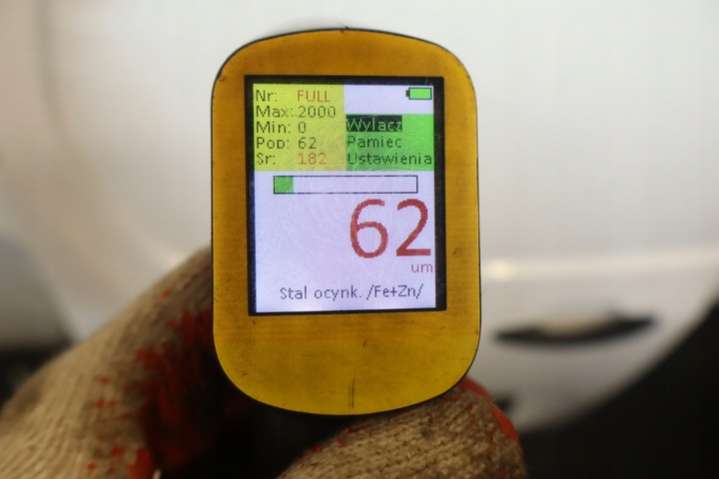 Nr: FULL
Max: 2000
Min: 0
Pop: 62
Sr: 182
Wylacz
Pamiec
Ustawienia
62
um
Stal ocynk. /Fe+Zn/